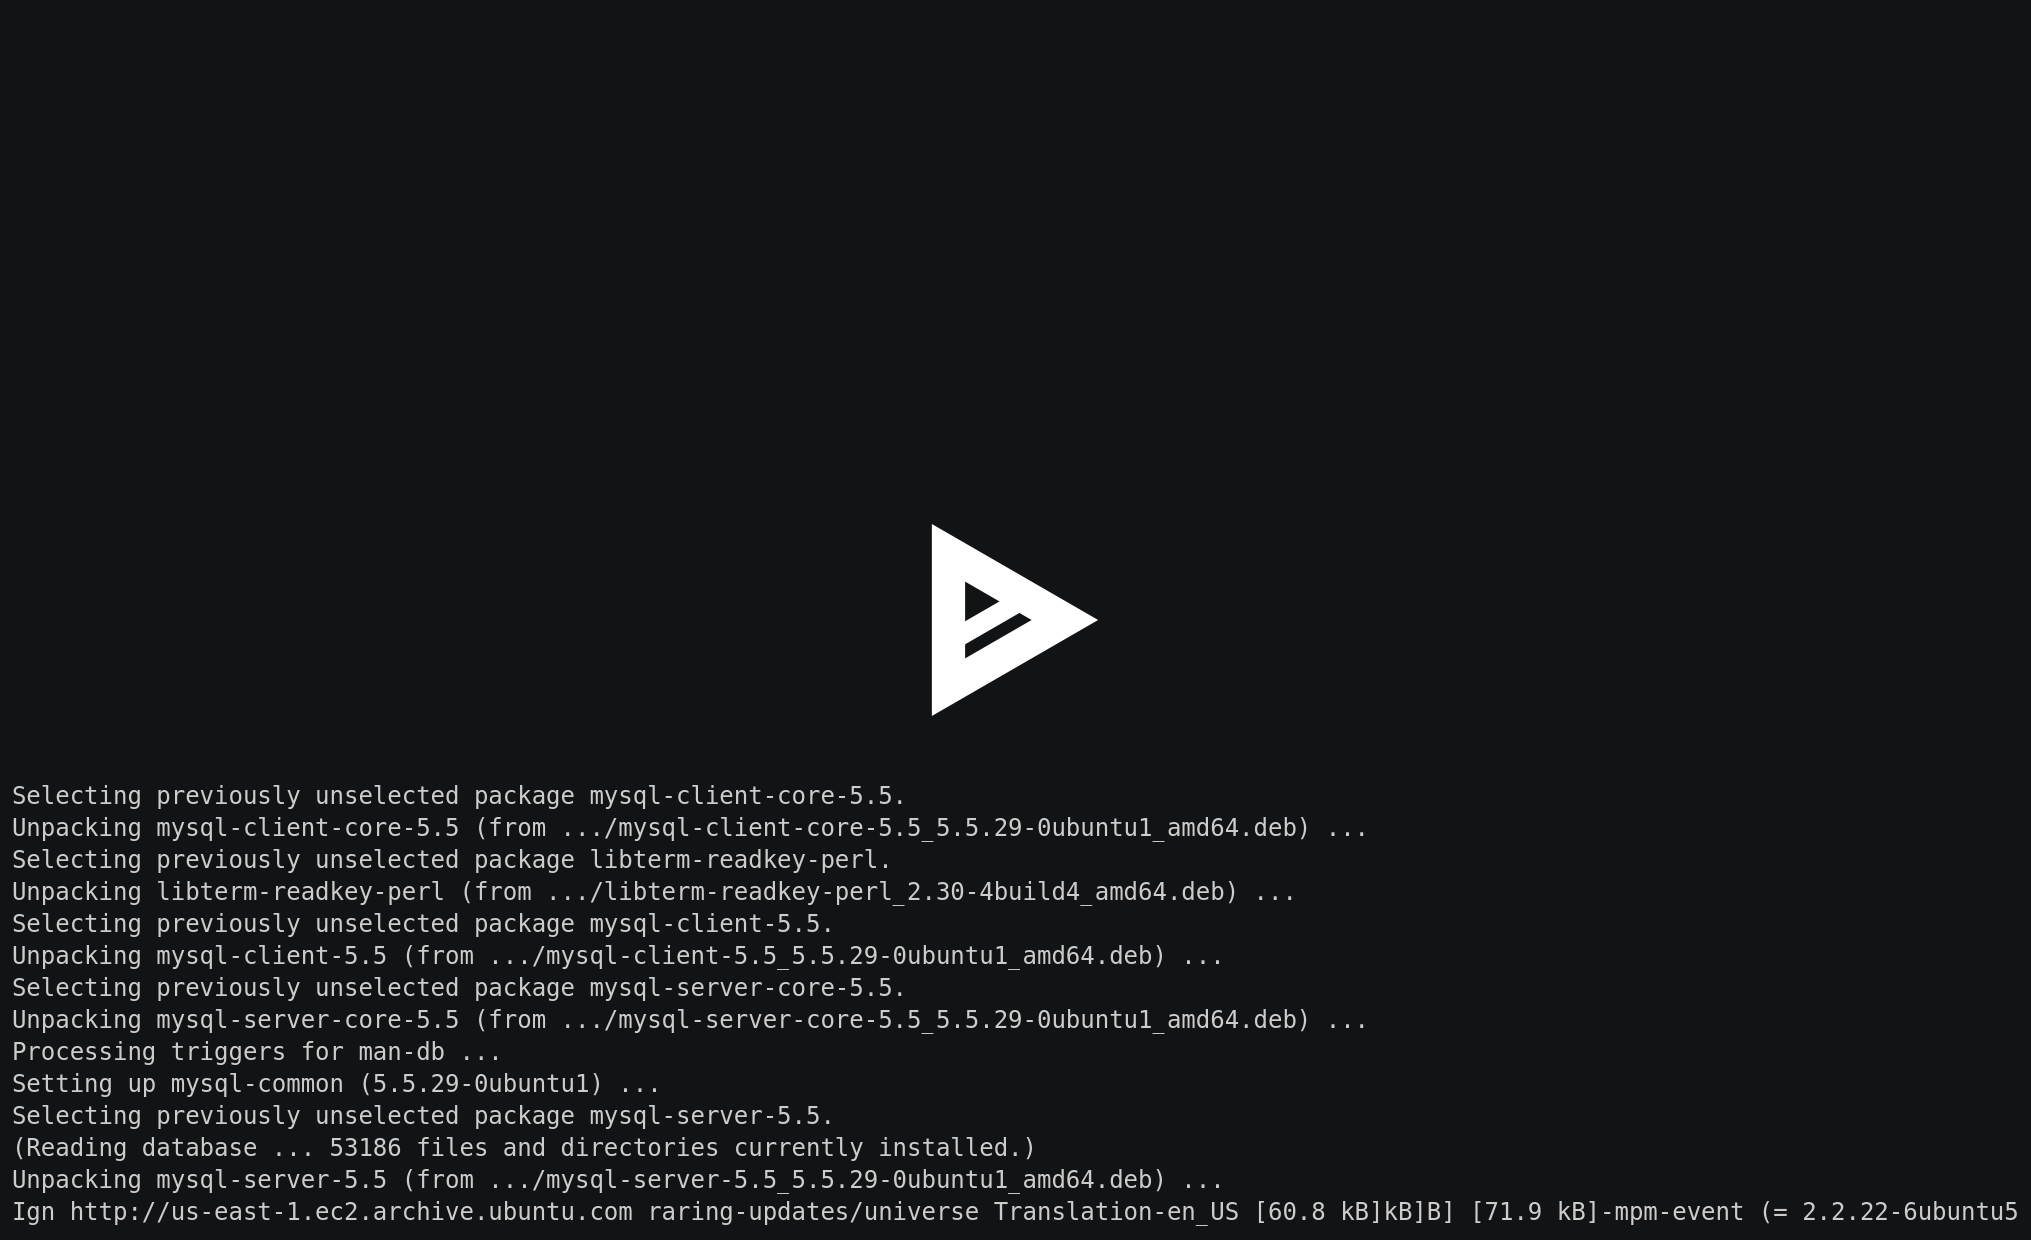 Selecting previously unselected package mysql-client-core-5.5.
Unpacking mysql-client-core-5.5 (from .../mysql-client-core-5.5_5.5.29-0ubuntu1_amd64.deb) ...
Selecting previously unselected package libterm-readkey-perl.
Unpacking libterm-readkey-perl (from .../libterm-readkey-perl_2.30-4build4_amd64.deb) ...
Selecting previously unselected package mysql-client-5.5.
Unpacking mysql-client-5.5 (from .../mysql-client-5.5_5.5.29-0ubuntu1_amd64.deb) ...
Selecting previously unselected package mysql-server-core-5.5.
Unpacking mysql-server-core-5.5 (from .../mysql-server-core-5.5_5.5.29-0ubuntu1_amd64.deb) ...
Processing triggers for man-db ...
Setting up mysql-common (5.5.29-0ubuntu1) ...
Selecting previously unselected package mysql-server-5.5.
(Reading database ... 53186 files and directories currently installed.)
Unpacking mysql-server-5.5 (from .../mysql-server-5.5_5.5.29-0ubuntu1_amd64.deb) ...
Ign http://us-east-1.ec2.archive.ubuntu.com raring-updates/universe Translation-en_US [60.8 kB]kB]B] [71.9 kB]-mpm-event (= 2.2.22-6ubuntu5